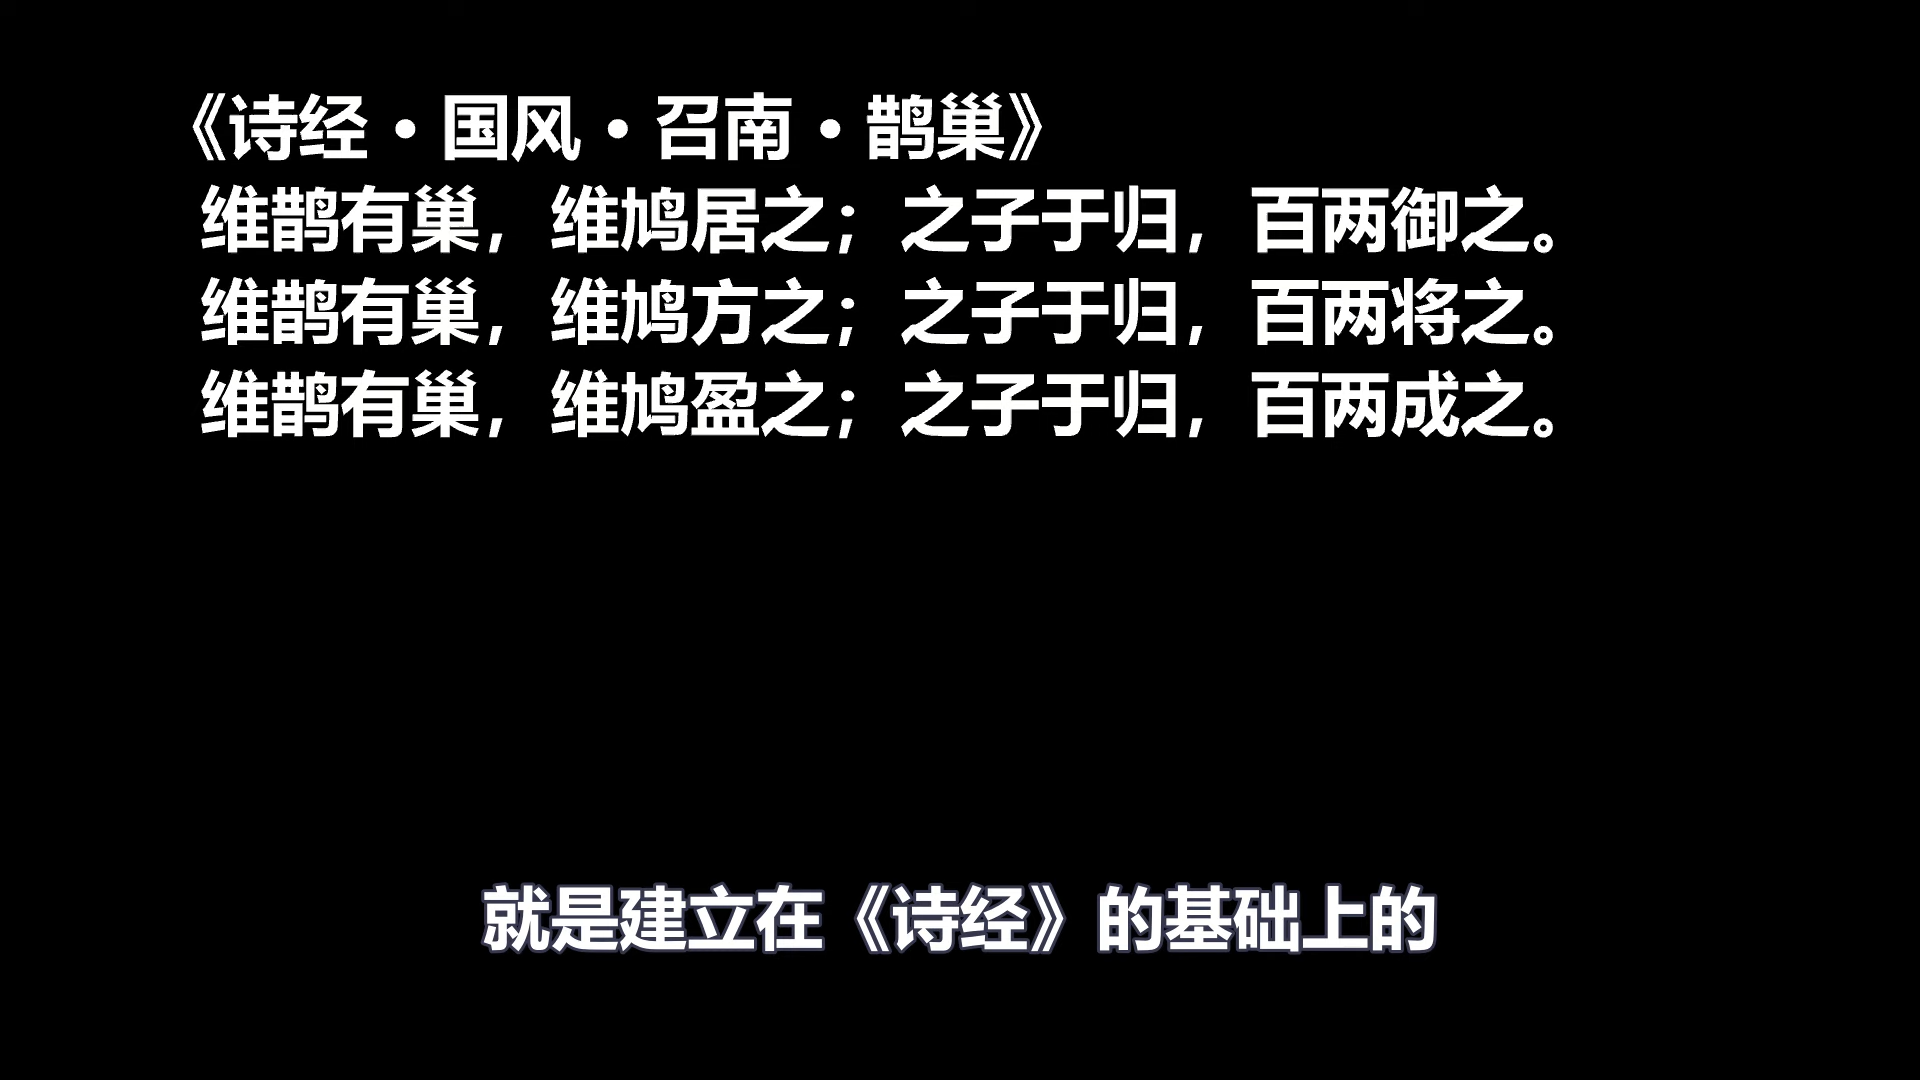 《诗经·国风·召南·鹊巢》
维鹊有巢，维鸠居之；之子于归，百两御之。
维鹊有巢，维鸠方之；之子于归，百两将之。
维鹊有巢，维鸠盈之；之子于归，百两成之。
就是建立在《诗经》的基础上的